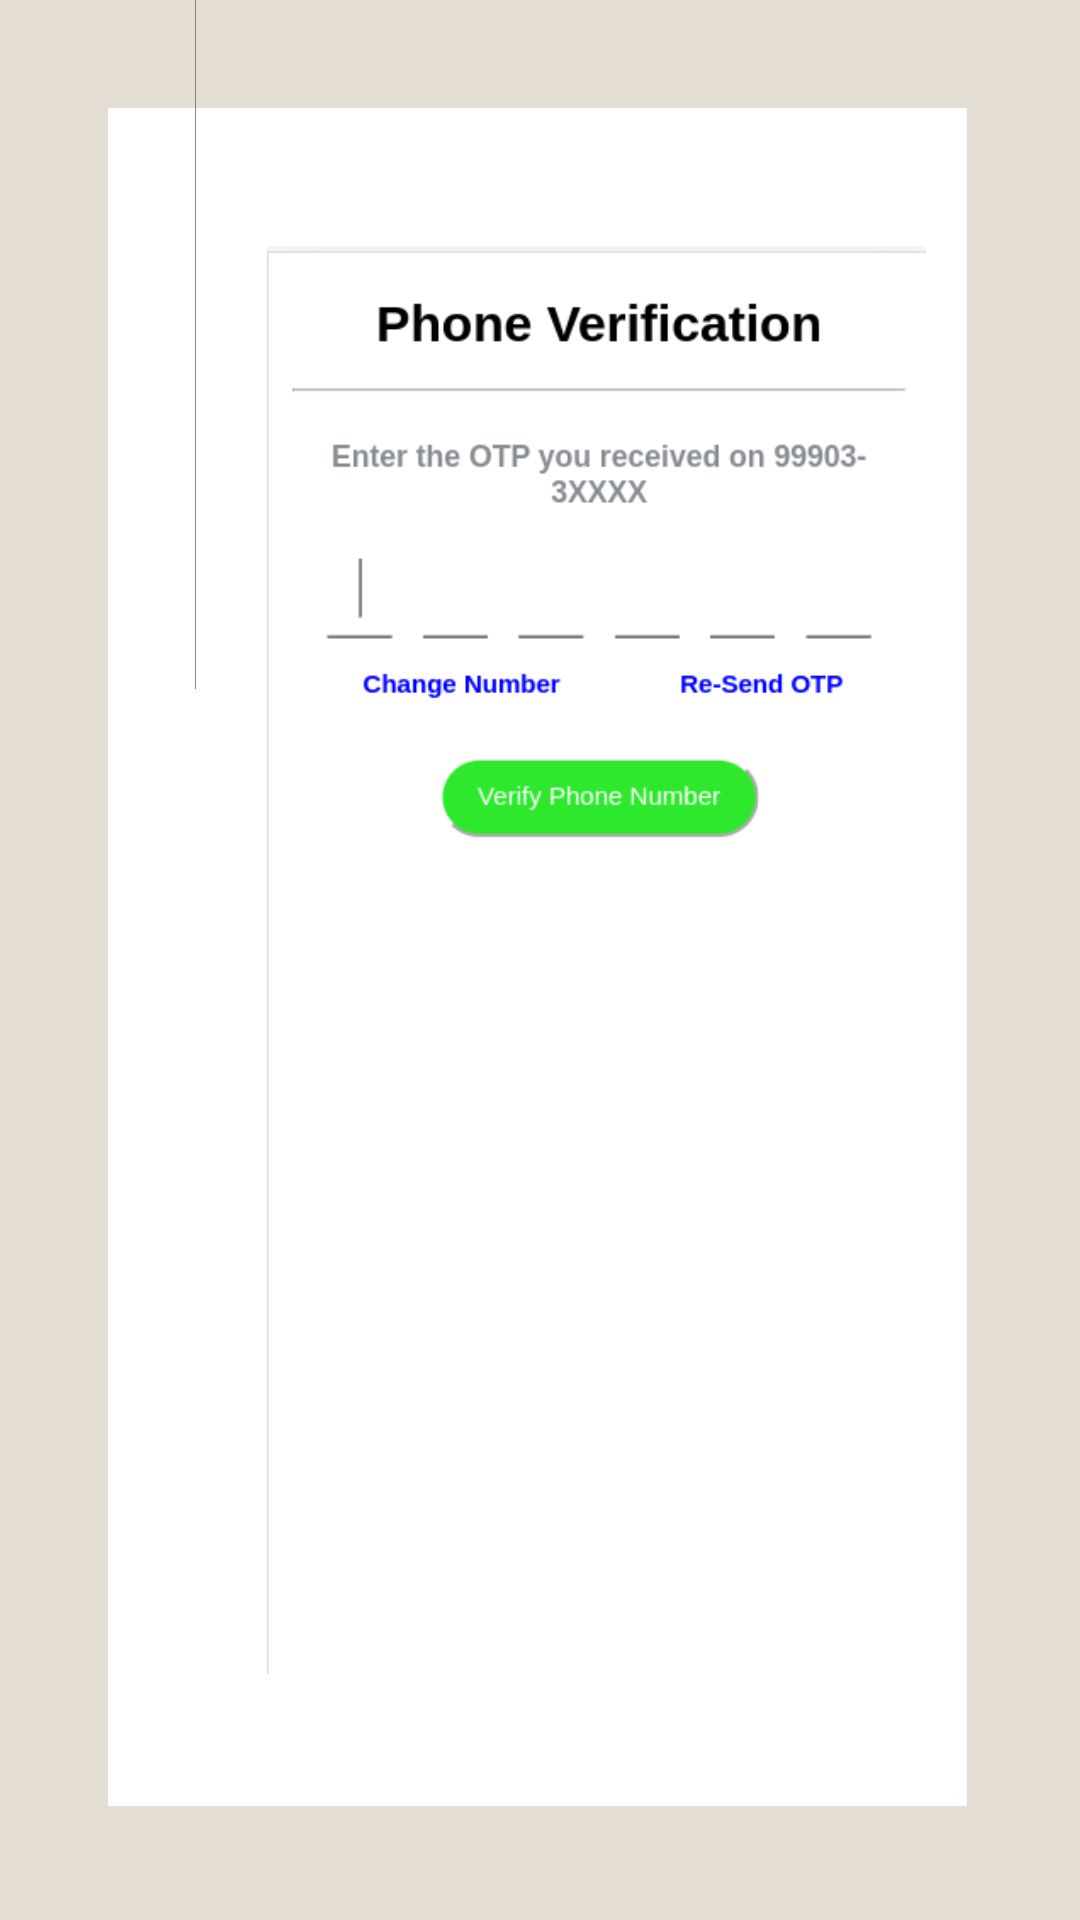 Phone Verification
Enter the OTP you received on 99903-
3XXXX
Change Number Re-Send OTP
Verify Phone Number